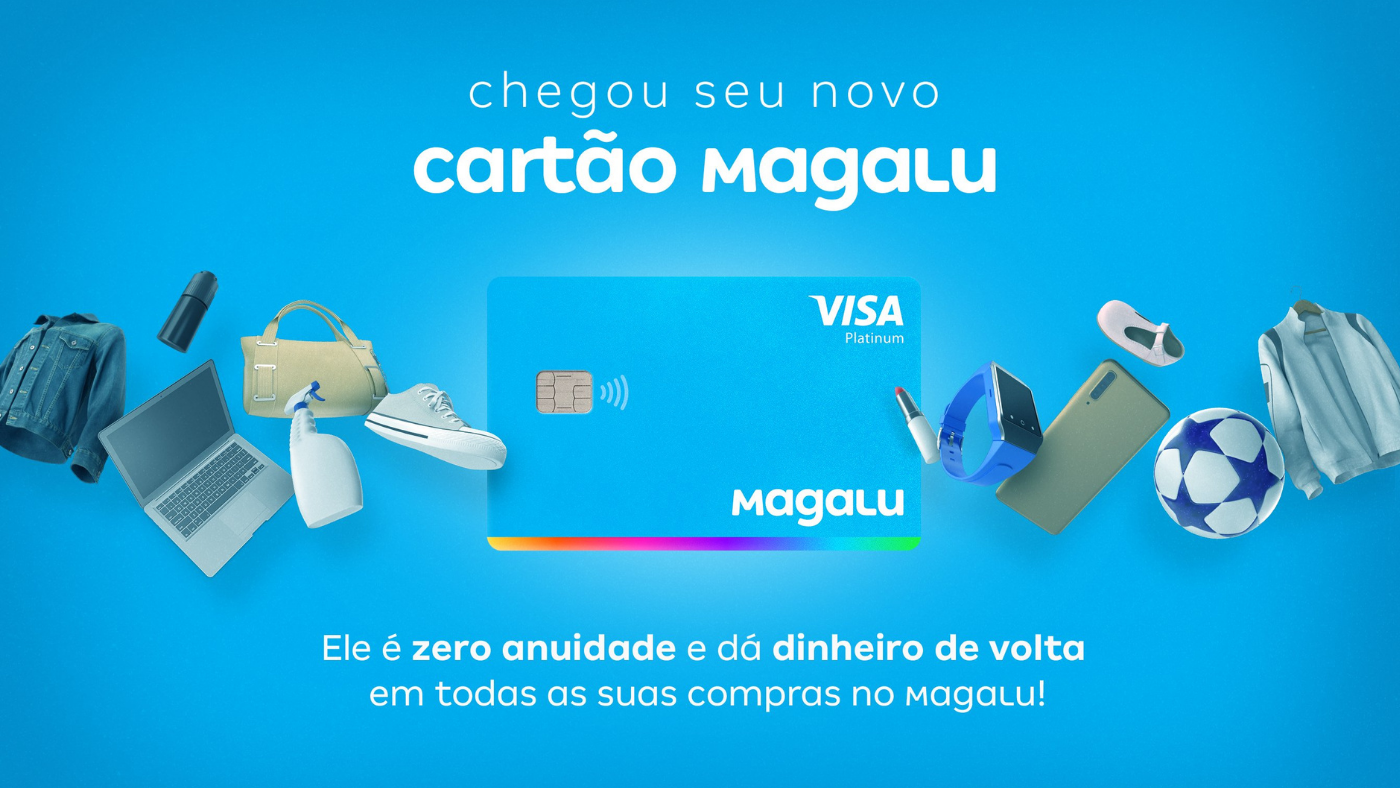 chegou seu novo
cartão Magalu
VISA
Platinum
Magalu
Ele é zero anuidade e dá dinheiro de volta
em todas as suas compras no Magalu!